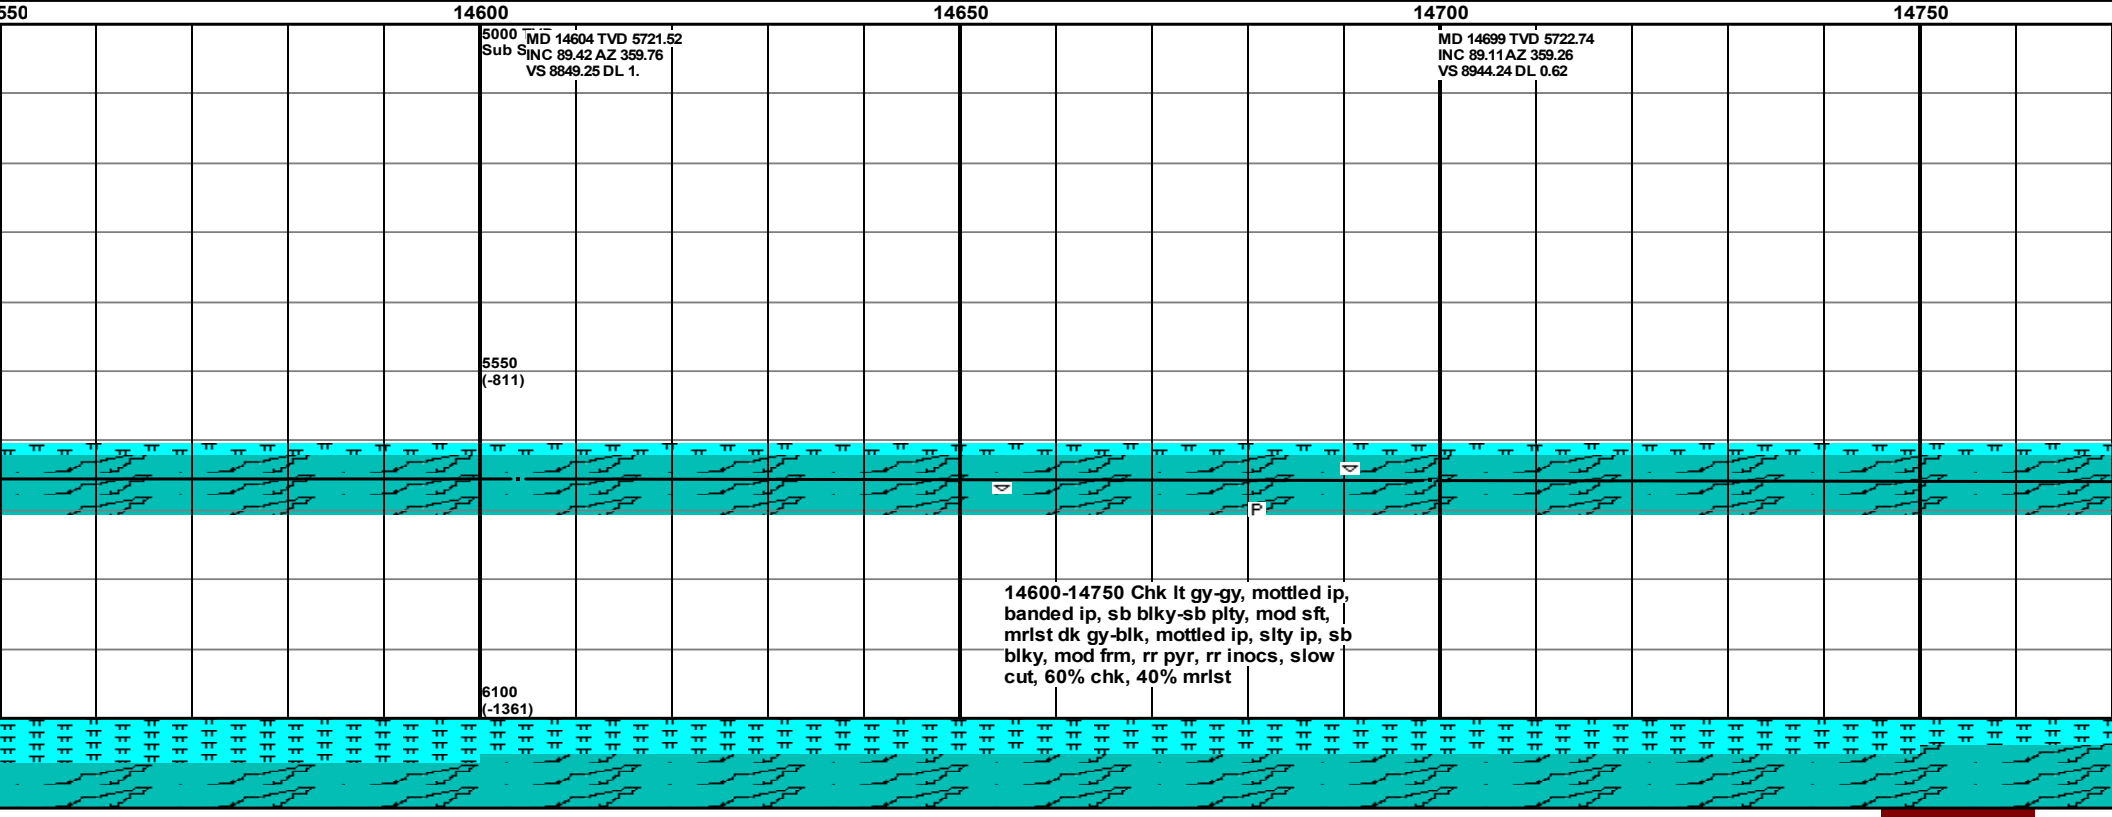 550 14600 14650 14700 14750
5000
Sub S
MD 14604 TVD 5721.52
INC 89.42 AZ 359.76
VS 8849.25 DL 1.
MD 14699 TVD 5722.74
INC 89.11 AZ 359.26
VS 8944.24 DL 0.62
5550
(-811)
P
14600-14750 Chk lt gy-gy, mottled ip,
banded ip, sb blky-sb plty, mod sft,
mrlst dk gy-blk, mottled ip, slty ip, sb
blky, mod frm, rr pyr, rr inocs, slow
cut, 60% chk, 40% mrlst
6100
(-1361)